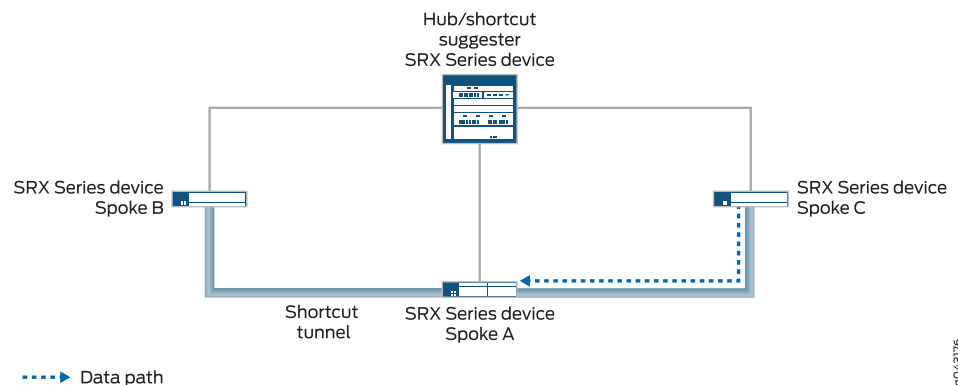 Hub/shortcut
suggester
SRX Series device
SRX Series device
Spoke B
SRX Series device
Spoke C
Shortcut
tunnel
SRX Series device
Spoke A
Data path